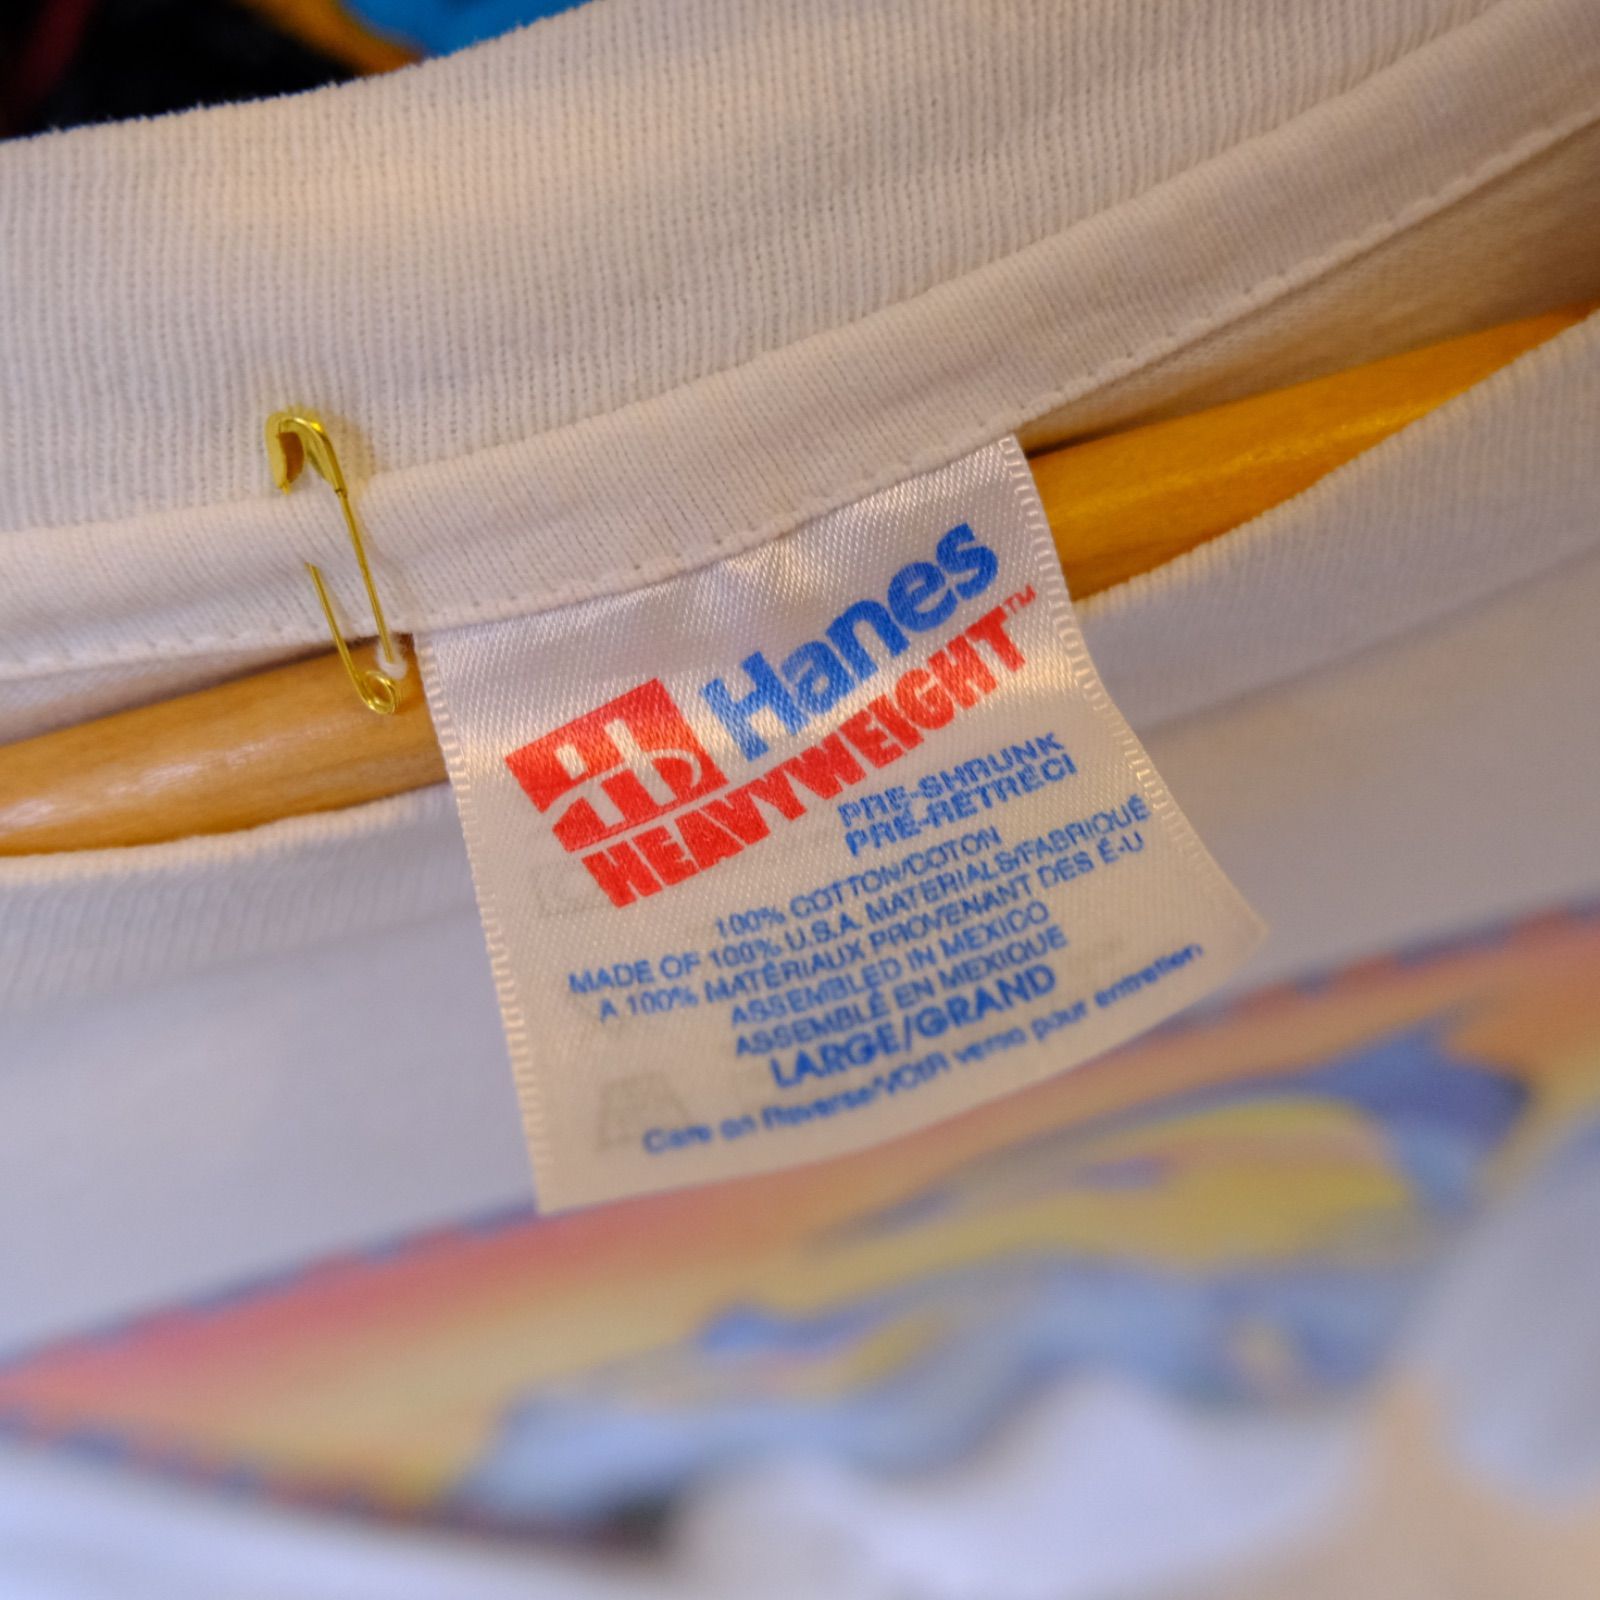 Hanes
HEAVYWEIGHT™
PRE-SHRUNK
PRÉ-RÉTRÉCI
100% COTTON/COTON
MADE OF 100% U.S.A. MATERIALS/FABRIQUÉ
A 100% MATÉRIAUX PROVENANT DES É-U
ASSEMBLED IN MEXICO
ASSEMBLÉ EN MEXIQUE
LARGE/GRAND
Care on Reverse/VOIR verso pour entretien